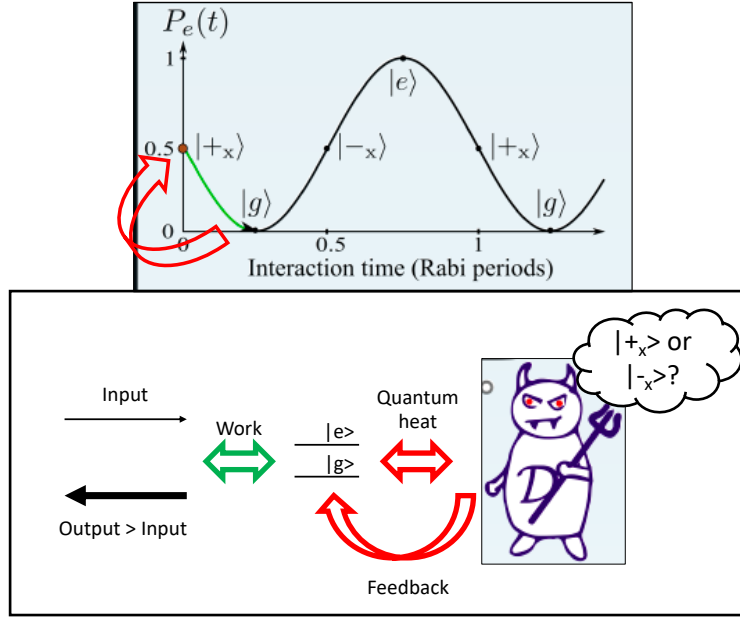 P_e(t)
1
|e⟩
0.5
|+ₓ⟩
|−ₓ⟩
|+ₓ⟩
|g⟩
|g⟩
0
0
0.5
1
Interaction time (Rabi periods)
|+ₓ> or
|-ₓ>?
Input
Quantum
heat
Work
|e>
|g>
D
Output > Input
Feedback